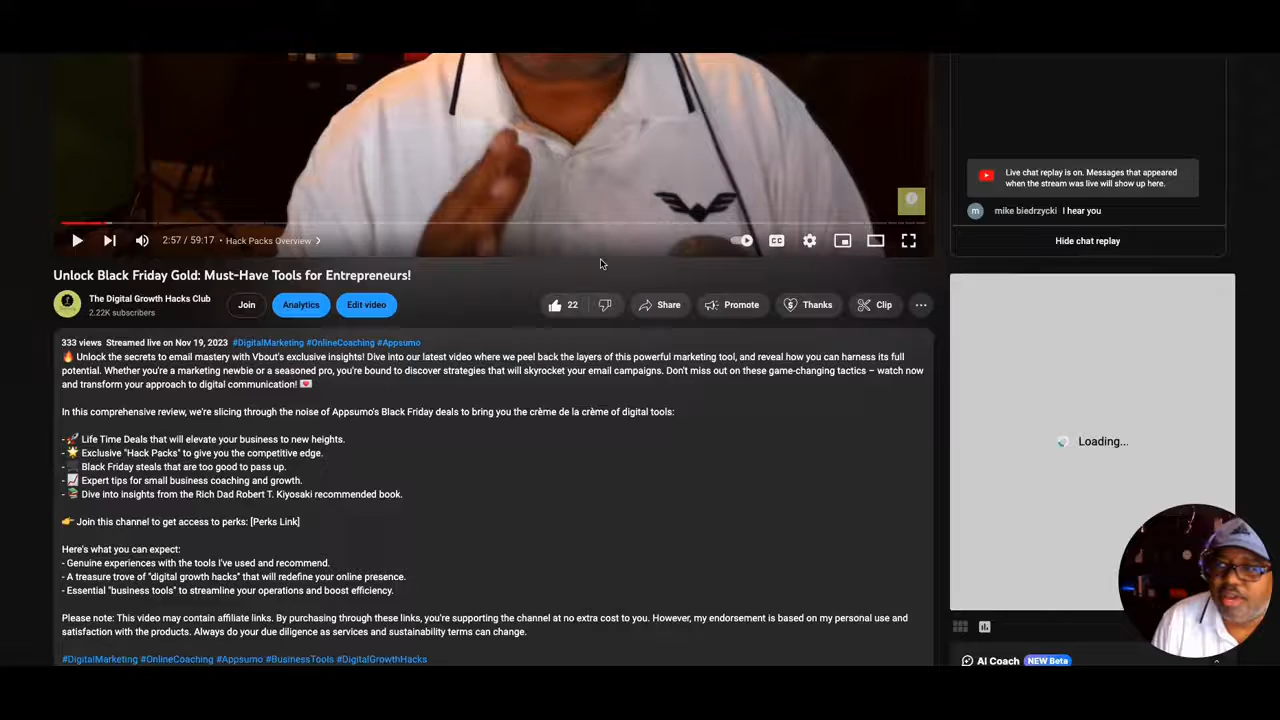 Live chat replay is on. Messages that appeared
when the stream was live will show up here.
mike biedrzycki I hear you
2:57 / 59:17 • Hack Packs Overview
CC
Hide chat replay
Unlock Black Friday Gold: Must-Have Tools for Entrepreneurs!
The Digital Growth Hacks Club
2.22K subscribers
Join
Analytics
Edit video
22
Share
Promote
Thanks
Clip
333 views Streamed live on Nov 19, 2023 #DigitalMarketing #OnlineCoaching #Appsumo
🔥 Unlock the secrets to email mastery with Vbout's exclusive insights! Dive into our latest video where we peel back the layers of this powerful marketing tool, and reveal how you can harness its full
potential. Whether you're a marketing newbie or a seasoned pro, you're bound to discover strategies that will skyrocket your email campaigns. Don't miss out on these game-changing tactics – watch now
and transform your approach to digital communication! 💌
In this comprehensive review, we're slicing through the noise of Appsumo's Black Friday deals to bring you the crème de la crème of digital tools:
- 🚀 Life Time Deals that will elevate your business to new heights.
- 🌟 Exclusive "Hack Packs" to give you the competitive edge.
- Black Friday steals that are too good to pass up.
- 📈 Expert tips for small business coaching and growth.
- 📚 Dive into insights from the Rich Dad Robert T. Kiyosaki recommended book.
👉 Join this channel to get access to perks: [Perks Link]
Here's what you can expect:
- Genuine experiences with the tools I've used and recommend.
- A treasure trove of "digital growth hacks" that will redefine your online presence.
- Essential "business tools" to streamline your operations and boost efficiency.
Please note: This video may contain affiliate links. By purchasing through these links, you're supporting the channel at no extra cost to you. However, my endorsement is based on my personal use and
satisfaction with the products. Always do your due diligence as services and sustainability terms can change.
#DigitalMarketing #OnlineCoaching #Appsumo #BusinessTools #DigitalGrowthHacks
Loading...
AI Coach NEW Beta